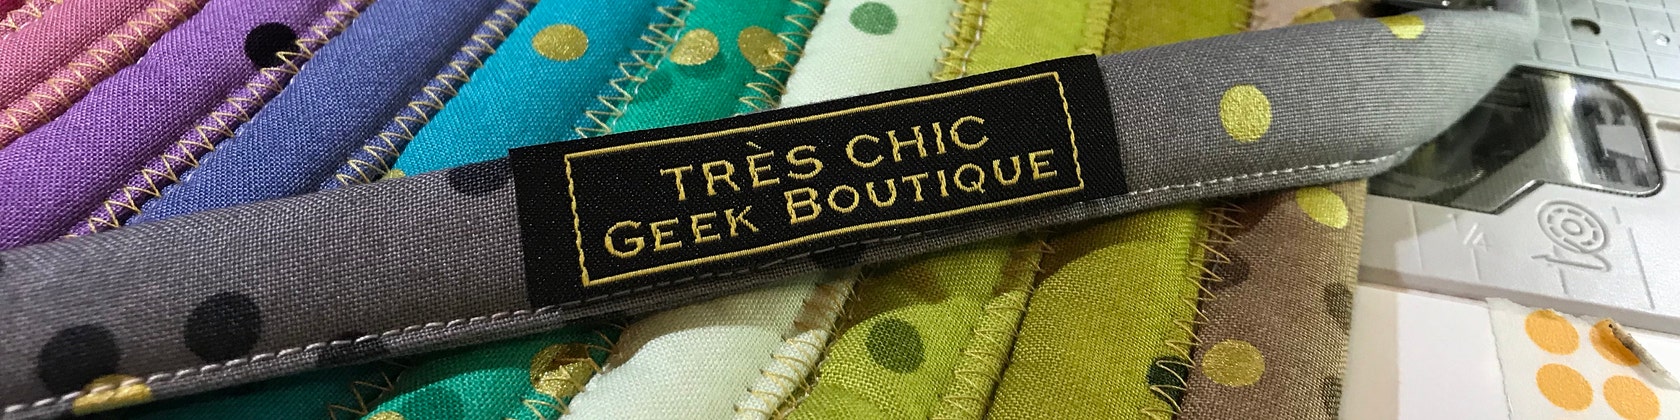 TRÈS CHIC
GEEK BOUTIQUE